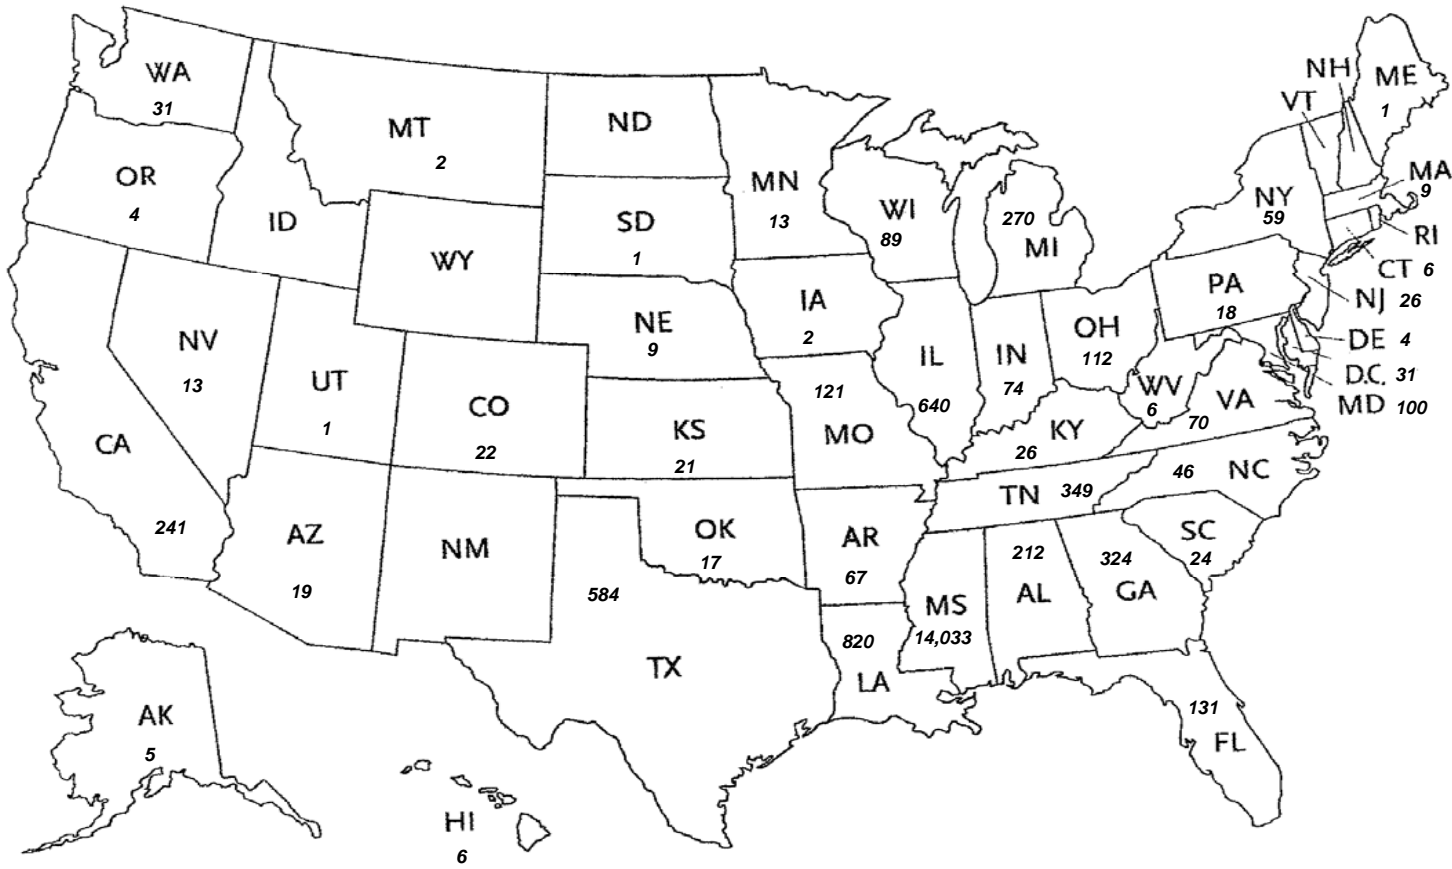 WA
31
MT
2
ND
OR
4
ID
SD
1
MN
13
WI
89
270
MI
NH
VT
ME
1
NY
59
MA
9
RI
CT 6
WY
NE
9
IA
2
PA
18
NJ 26
DE 4
D.C. 31
MD 100
NV
13
UT
1
CO
22
KS
21
121
MO
IL
640
IN
74
OH
112
WV
6
VA
70
KY
26
CA
241
AZ
19
NM
OK
17
AR
67
TN 349
46 NC
SC
24
584
TX
820
LA
MS
14,033
212
AL
324
GA
131
FL
AK
5
HI
6